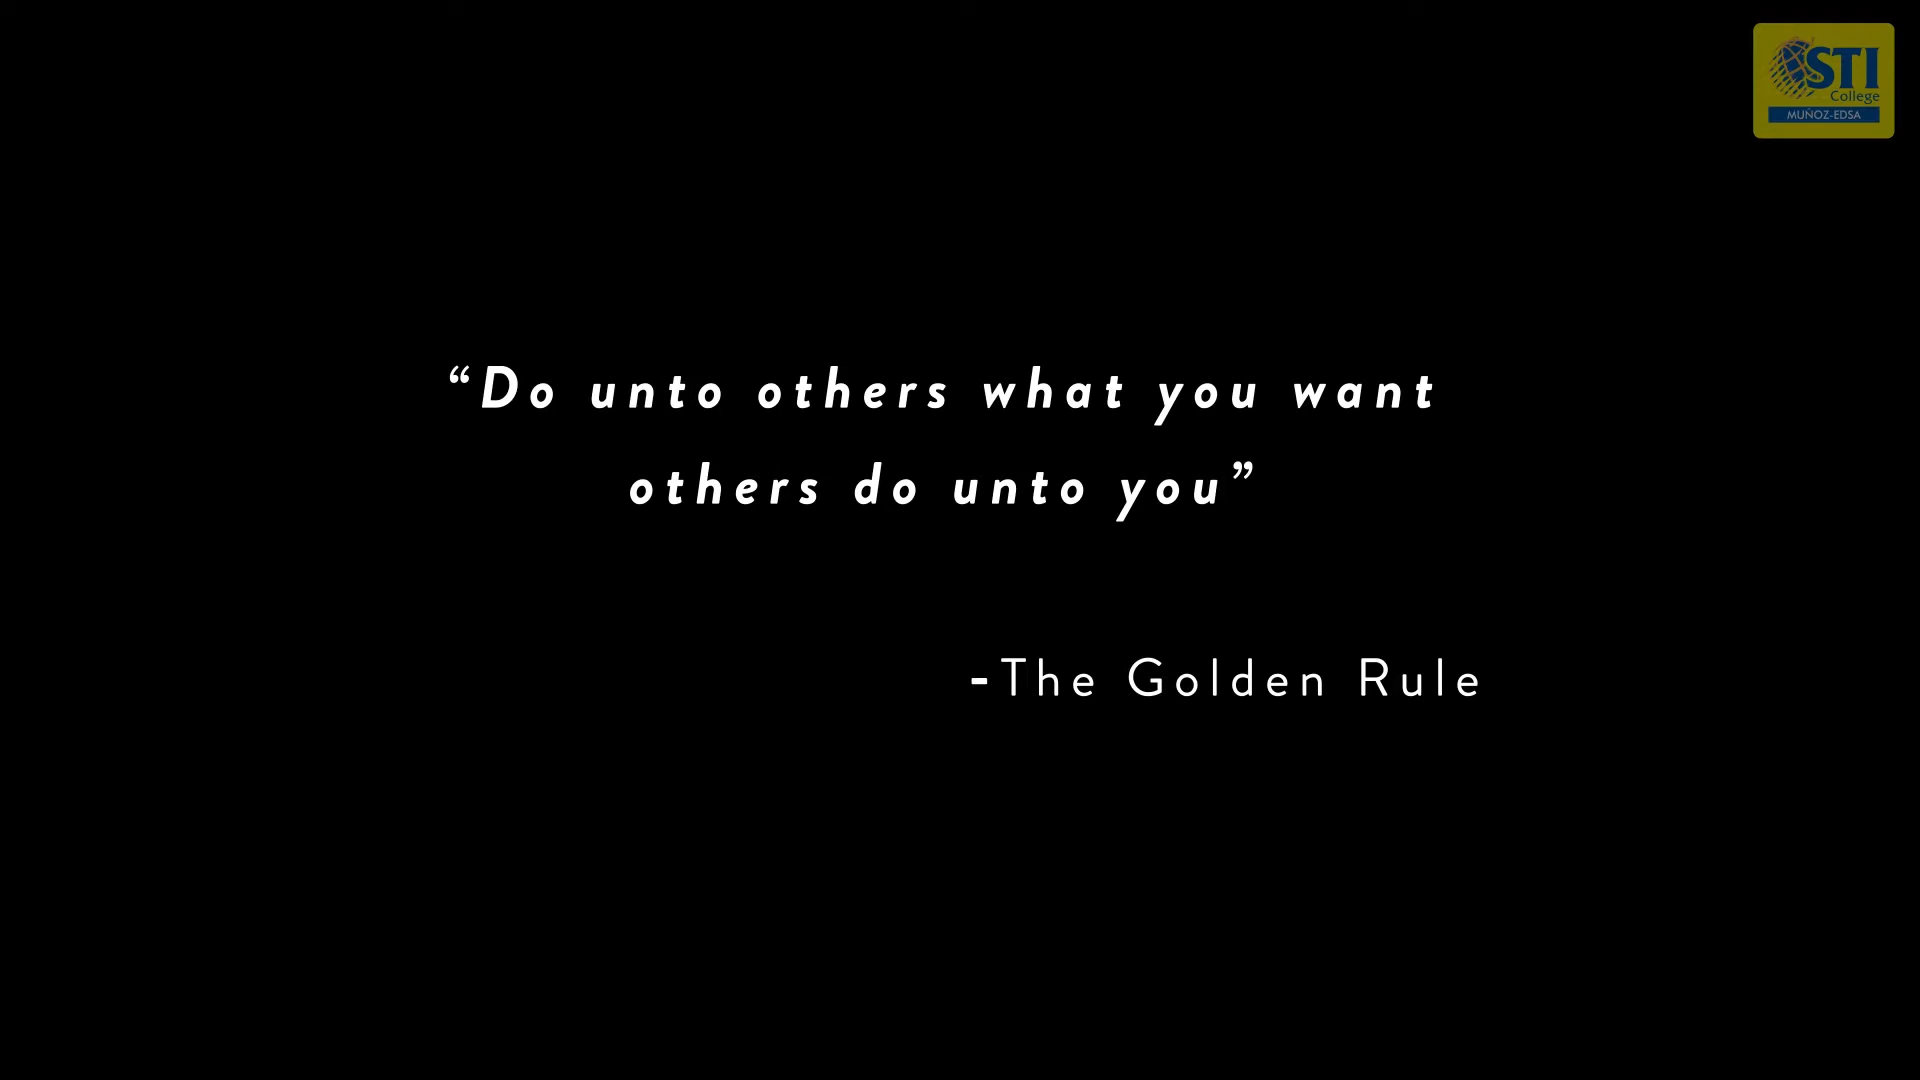 STI
College
MUÑOZ-EDSA
“Do unto others what you want
others do unto you”
-The Golden Rule